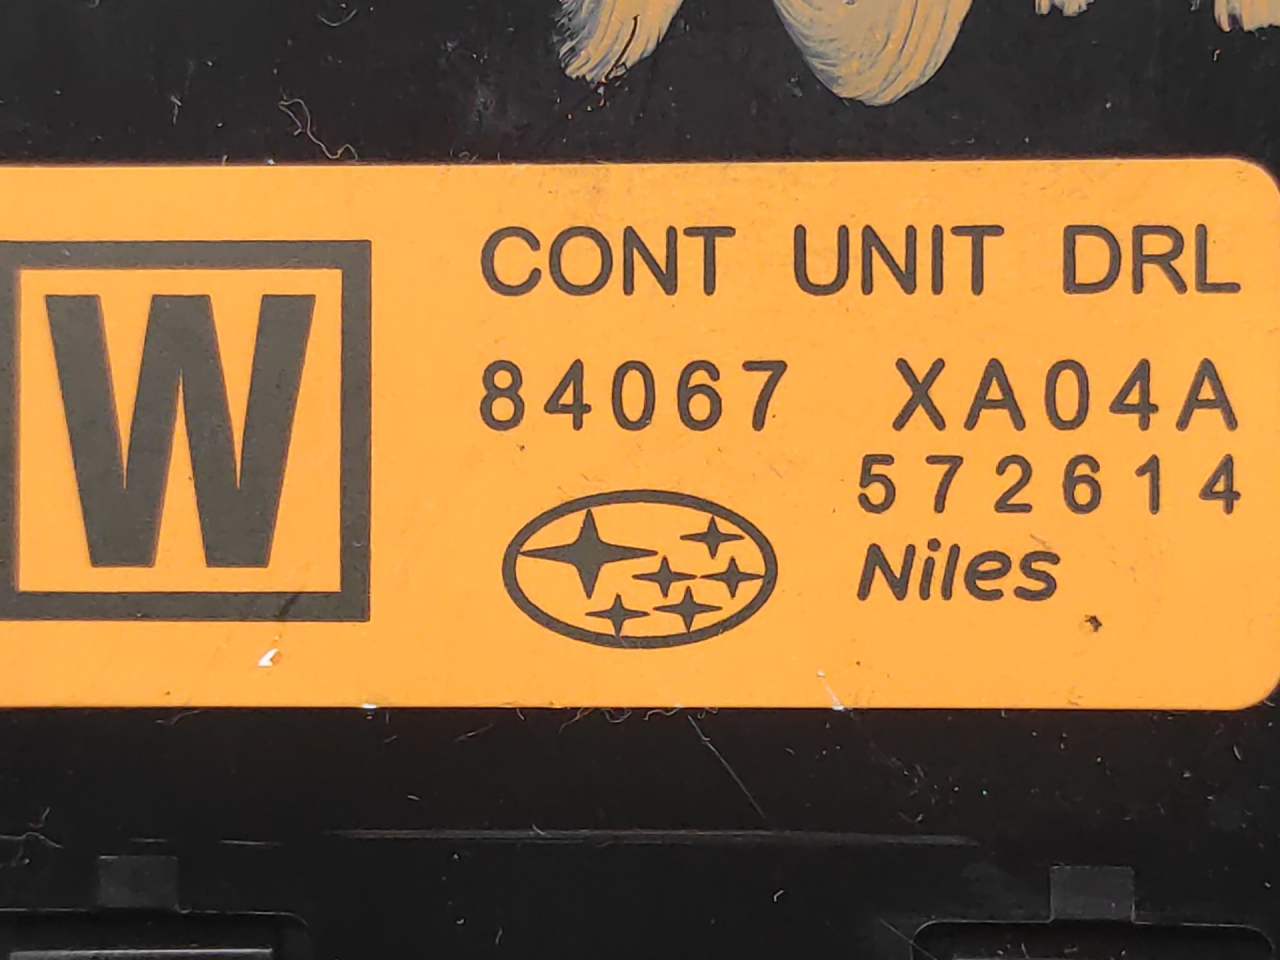 W
CONT UNIT DRL
84067 XA04A
572614
Niles